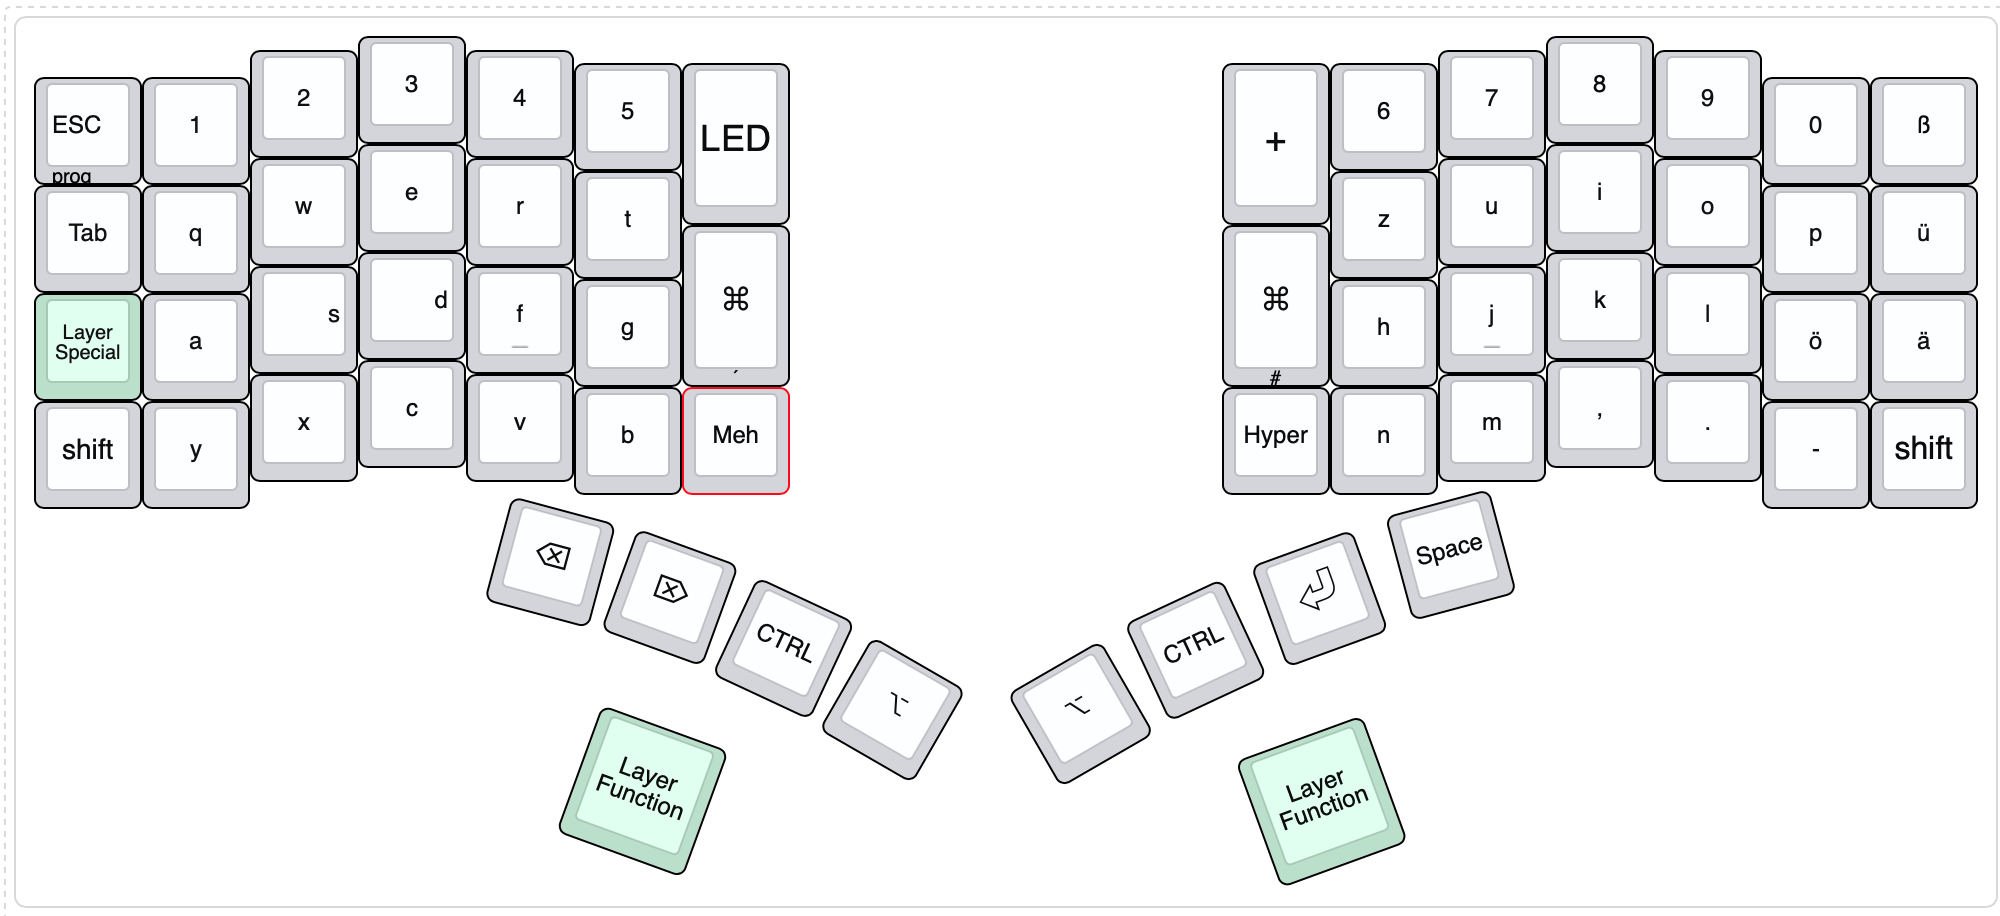 ESC 1 2 3 4 5 LED + 6 7 8 9 0 ß
prog
Tab q w e r t z u i o p ü
Layer
Special
a s d f g ⌘ ⌘ h j k l ö ä
_ _
´ #
shift y x c v b Meh Hyper n m , . - shift
⌫ ⌦ CTRL ⌥ ⌥ CTRL ⏎ Space
Layer
Function
Layer
Function